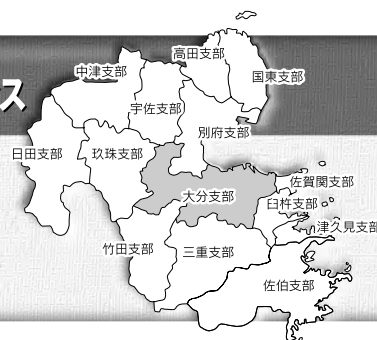 高田支部
中津支部
国東支部
ス
宇佐支部
別府支部
日田支部
玖珠支部
佐賀関支部
大分支部
臼杵支部
津久見支部
竹田支部
三重支部
佐伯支部